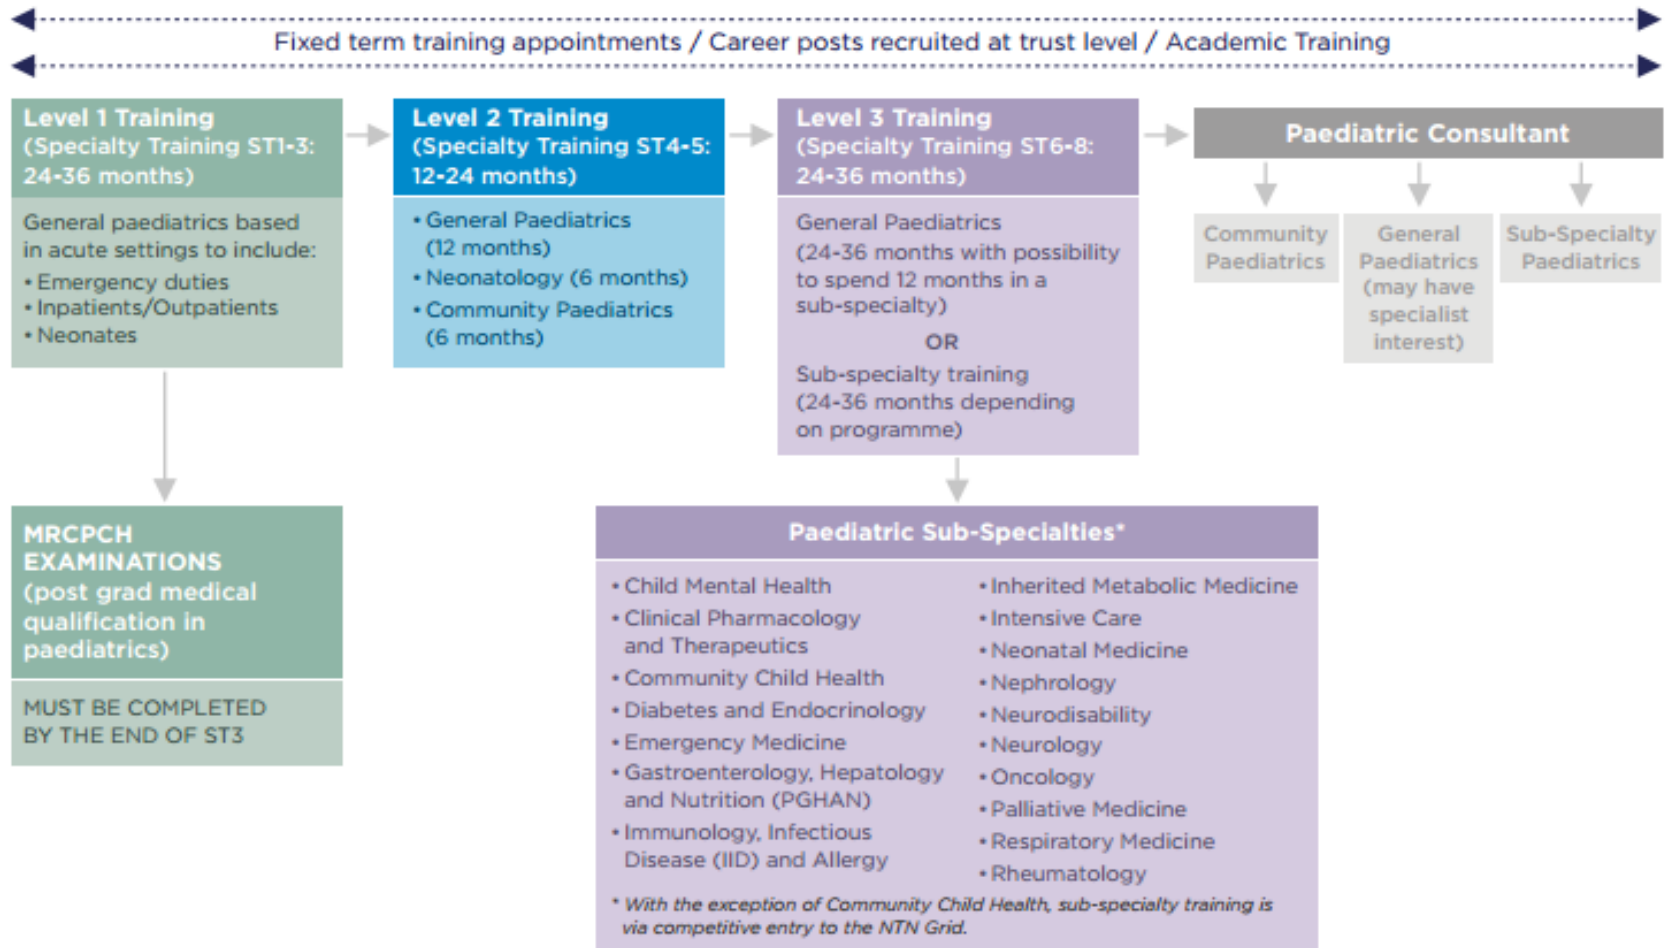 Fixed term training appointments / Career posts recruited at trust level / Academic Training
Level 1 Training
(Specialty Training ST1-3:
24-36 months)
General paediatrics based
in acute settings to include:
• Emergency duties
• Inpatients/Outpatients
• Neonates
MRCPCH
EXAMINATIONS
(post grad medical
qualification in
paediatrics)
MUST BE COMPLETED
BY THE END OF ST3
Level 2 Training
(Specialty Training ST4-5:
12-24 months)
• General Paediatrics
(12 months)
• Neonatology (6 months)
• Community Paediatrics
(6 months)
Level 3 Training
(Specialty Training ST6-8:
24-36 months)
General Paediatrics
(24-36 months with possibility
to spend 12 months in a
sub-specialty)
OR
Sub-specialty training
(24-36 months depending
on programme)
Paediatric Sub-Specialties*
• Child Mental Health
• Clinical Pharmacology
and Therapeutics
• Community Child Health
• Diabetes and Endocrinology
• Emergency Medicine
• Gastroenterology, Hepatology
and Nutrition (PGHAN)
• Immunology, Infectious
Disease (IID) and Allergy
• Inherited Metabolic Medicine
• Intensive Care
• Neonatal Medicine
• Nephrology
• Neurodisability
• Neurology
• Oncology
• Palliative Medicine
• Respiratory Medicine
• Rheumatology
* With the exception of Community Child Health, sub-specialty training is
via competitive entry to the NTN Grid.
Paediatric Consultant
Community
Paediatrics
General
Paediatrics
(may have
specialist
interest)
Sub-Specialty
Paediatrics